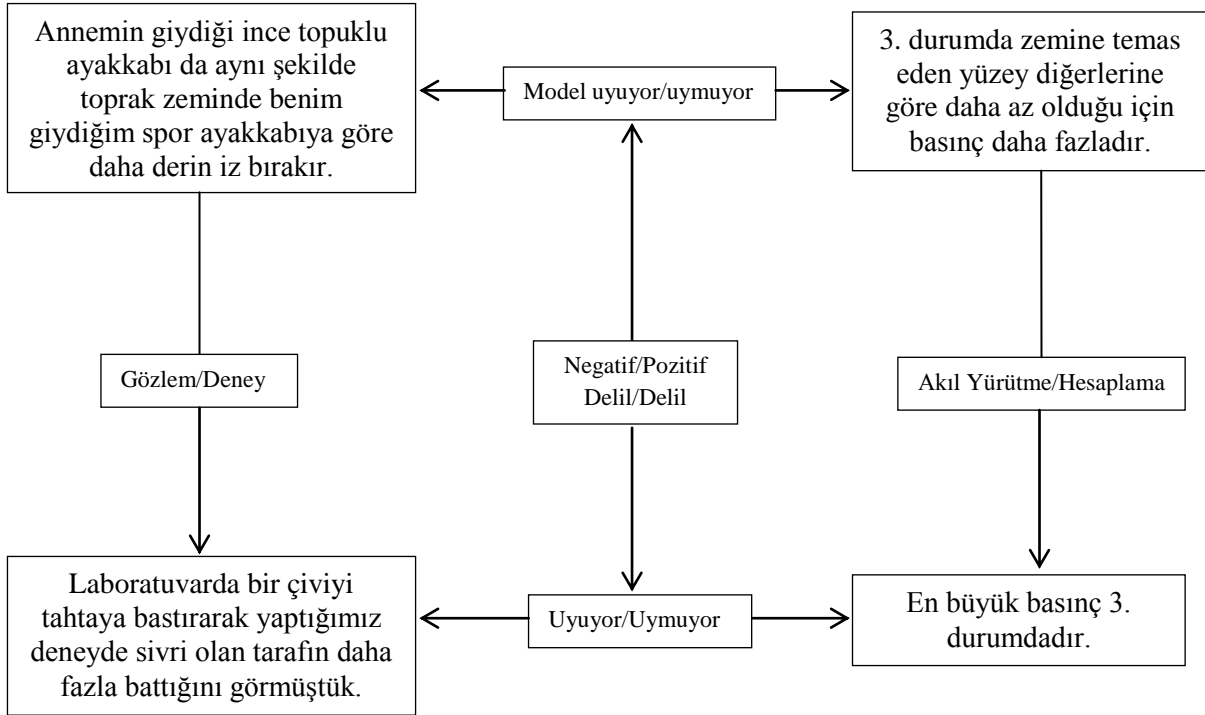 Annemin giydiği ince topuklu
ayakkabı da aynı şekilde
toprak zeminde benim
giydiğim spor ayakkabıya göre
daha derin iz bırakır.
Model uyuyor/uymuyor
3. durumda zemine temas
eden yüzey diğerlerine
göre daha az olduğu için
basınç daha fazladır.
Gözlem/Deney
Negatif/Pozitif
Delil/Delil
Akıl Yürütme/Hesaplama
Laboratuvarda bir çiviyi
tahtaya bastırarak yaptığımız
deneyde sivri olan tarafın daha
fazla battığını görmüştük.
Uyuyor/Uymuyor
En büyük basınç 3.
durumdadır.